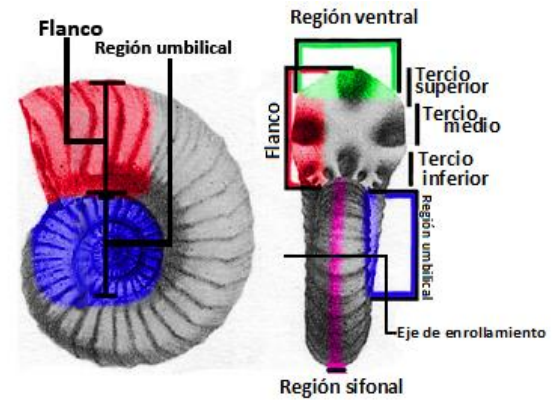 Flanco
Región umbilical
Región ventral
Flanco
Tercio
superior
Tercio
medio
Tercio
inferior
Región umbilical
Eje de enrollamiento
Región sifonal